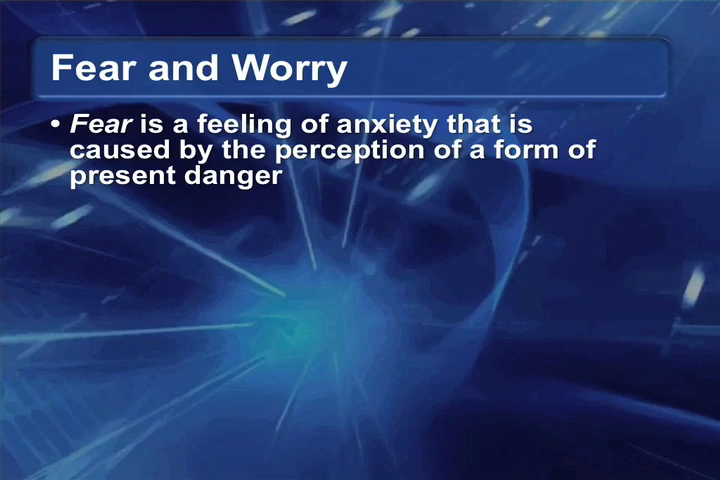 Fear and Worry
• Fear is a feeling of anxiety that is
caused by the perception of a form of
present danger